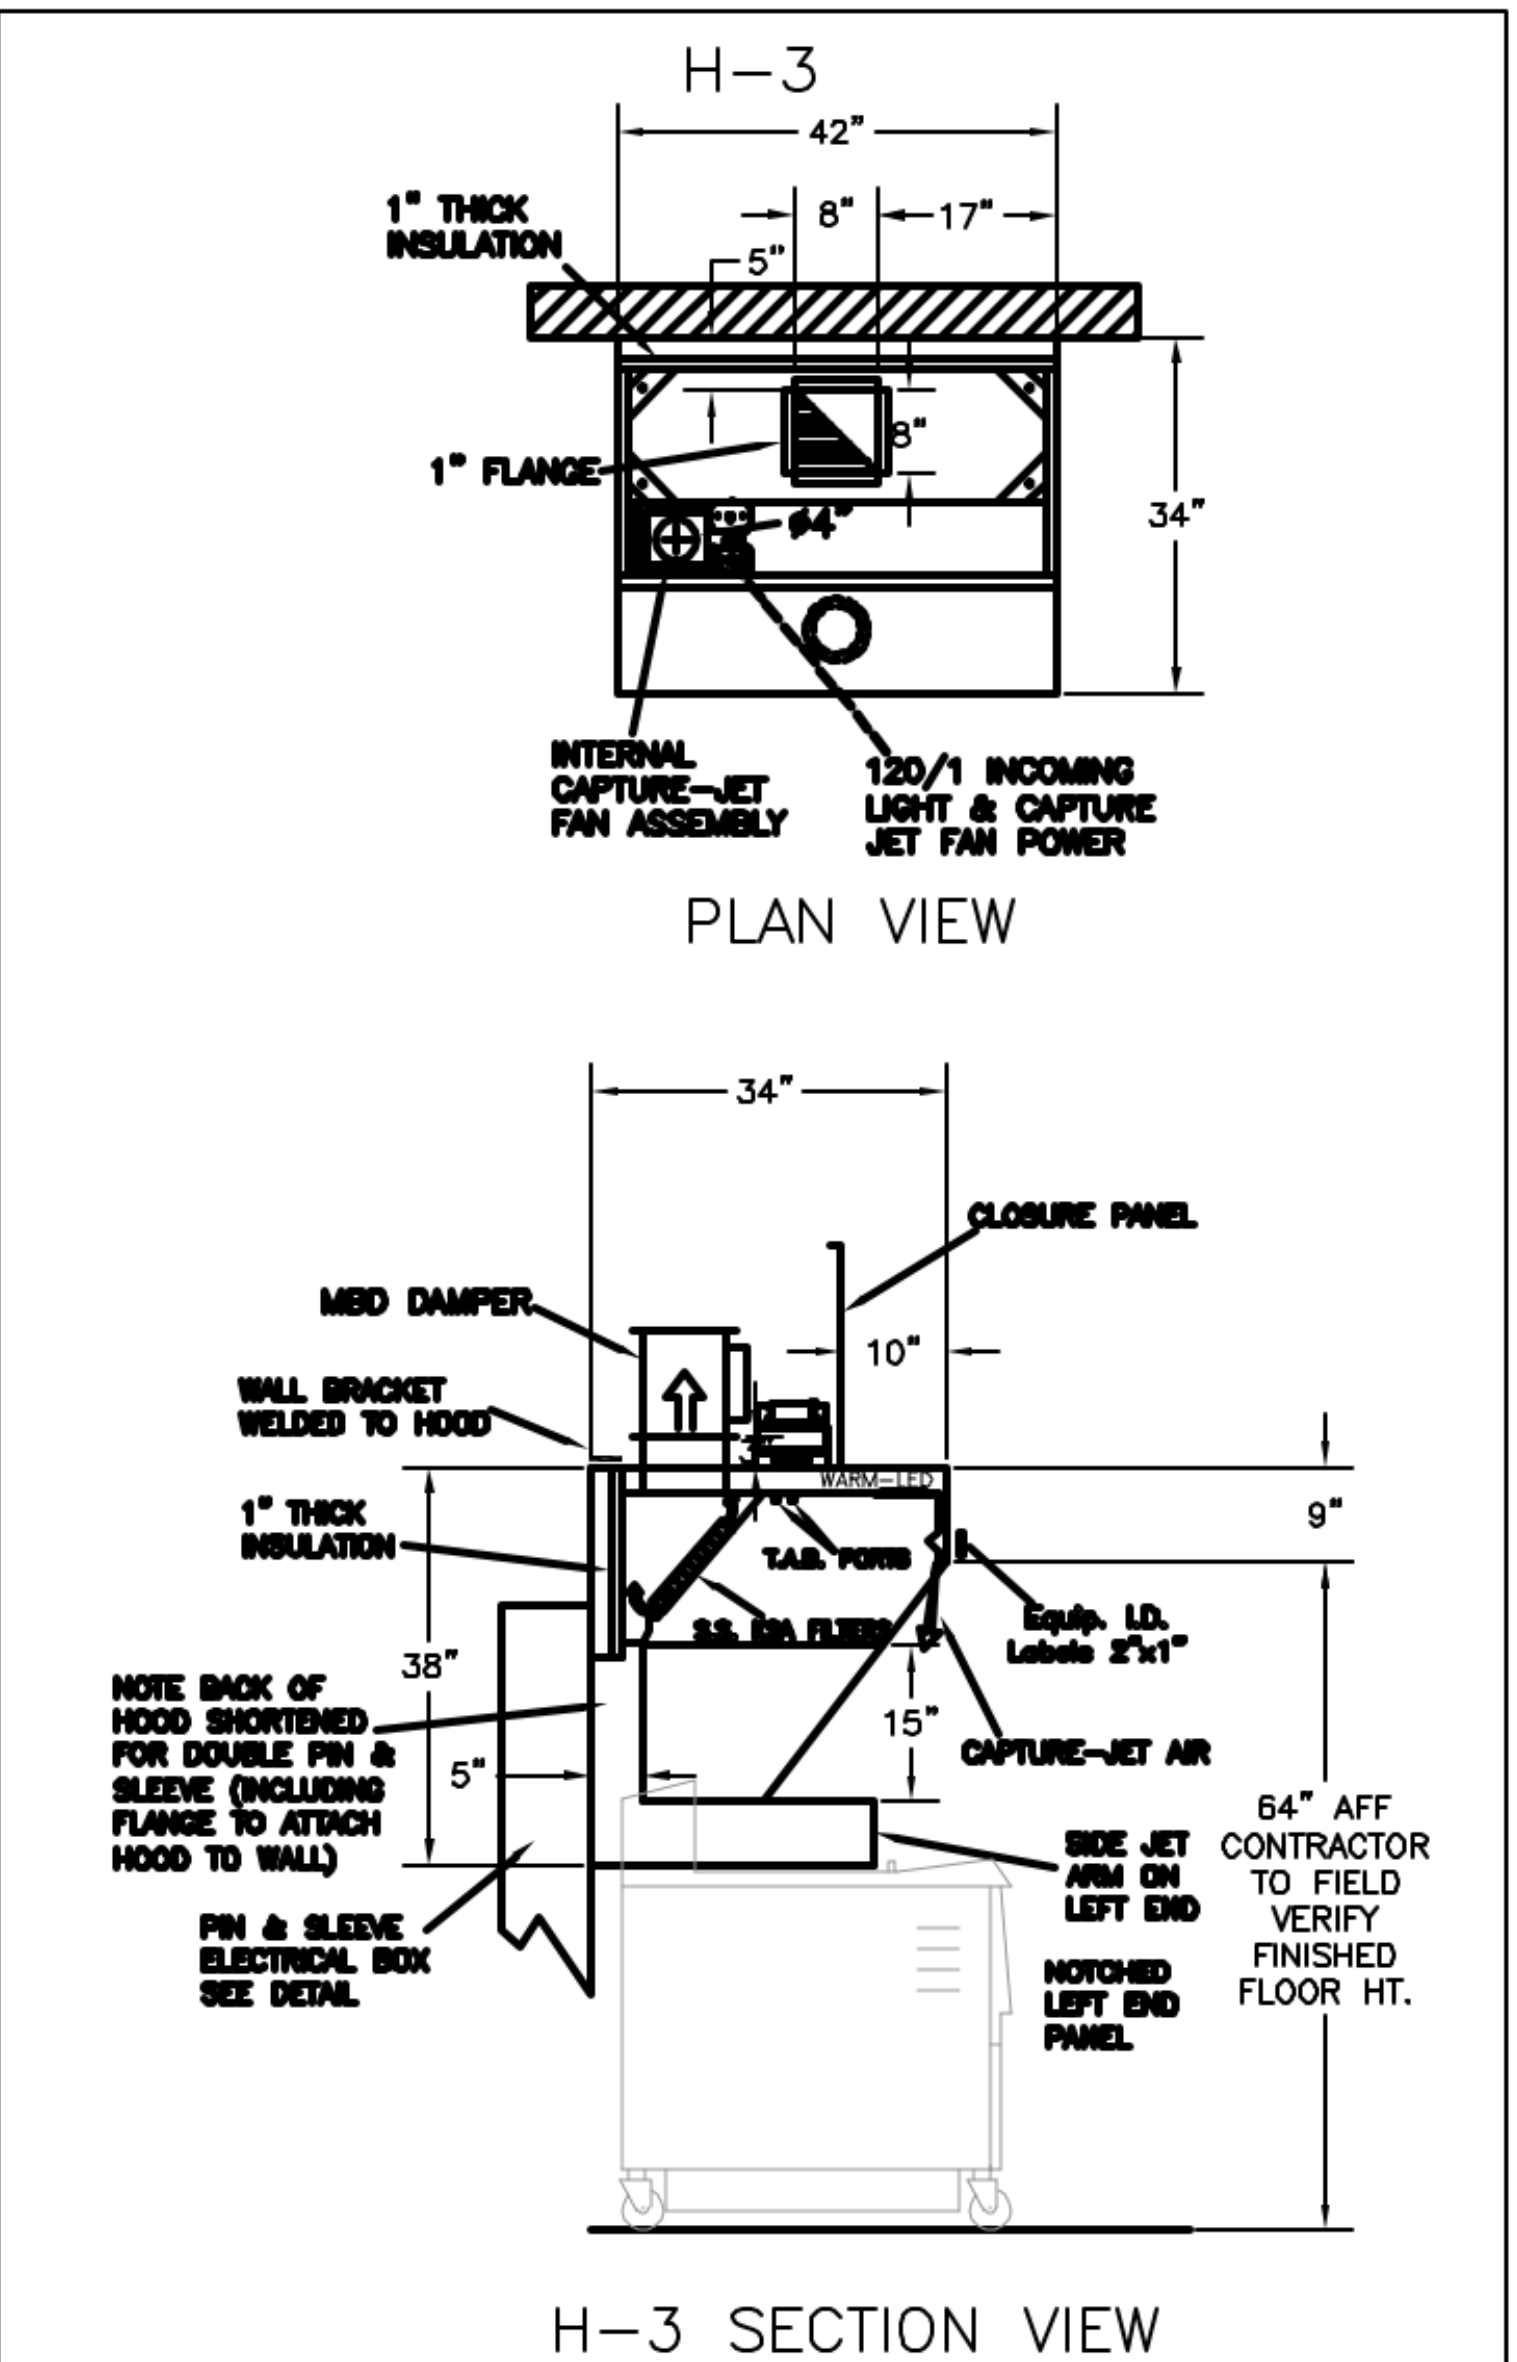 H-3
42"
1" THICK
INSULATION
8"
17"
5"
1" FLANGE
8"
ø4"
34"
INTERNAL
CAPTURE-JET
FAN ASSEMBLY
120/1 INCOMING
LIGHT & CAPTURE
JET FAN POWER
PLAN VIEW
34"
CLOSURE PANEL
MBD DAMPER
10"
WALL BRACKET
WELDED TO HOOD
3"
WARM-LED
9"
1" THICK
INSULATION
T.A.B. PORTS
S.S. KSA FILTERS
Equip. I.D.
Labels 2"x1"
38"
NOTE BACK OF
HOOD SHORTENED
FOR DOUBLE PIN &
SLEEVE (INCLUDING
FLANGE TO ATTACH
HOOD TO WALL)
15"
CAPTURE-JET AIR
5"
64" AFF
CONTRACTOR
TO FIELD
VERIFY
FINISHED
FLOOR HT.
SIDE JET
ARM ON
LEFT END
PIN & SLEEVE
ELECTRICAL BOX
SEE DETAIL
NOTCHED
LEFT END
PANEL
H-3 SECTION VIEW